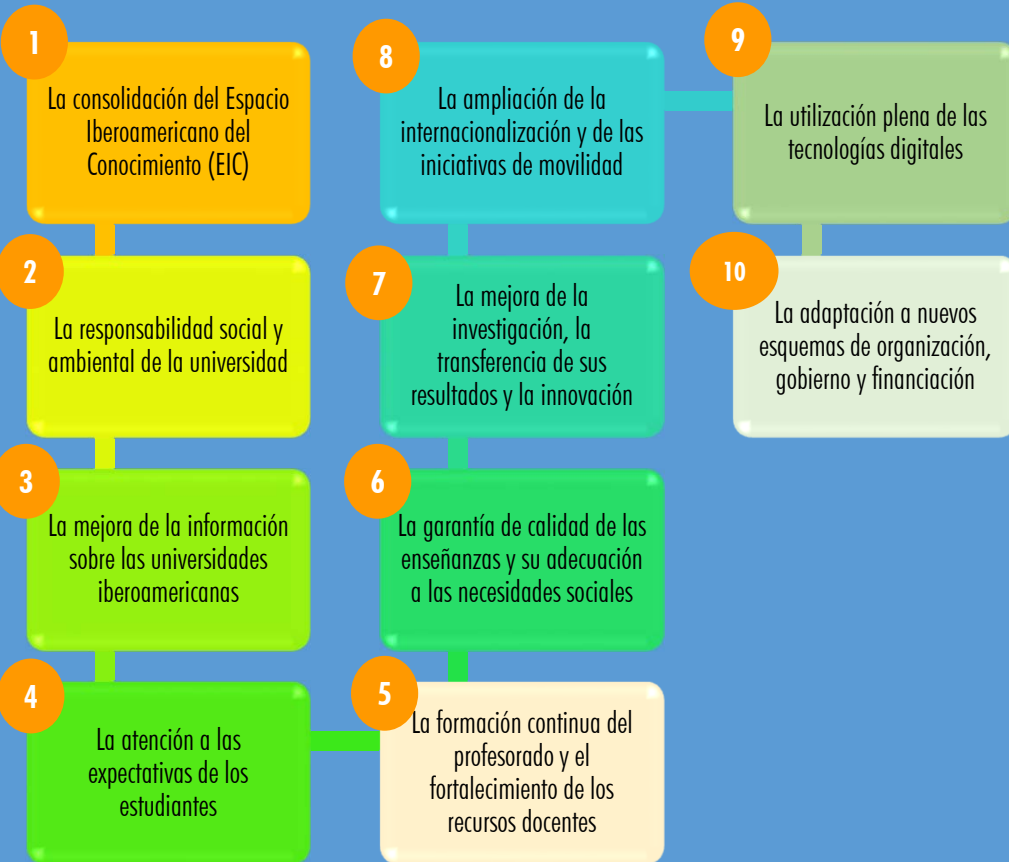 1
La consolidación del Espacio
Iberoamericano del
Conocimiento (EIC)
2
La responsabilidad social y
ambiental de la universidad
3
La mejora de la información
sobre las universidades
iberoamericanas
4
La atención a las
expectativas de los
estudiantes
5
La formación continua del
profesorado y el
fortalecimiento de los
recursos docentes
6
La garantía de calidad de las
enseñanzas y su adecuación
a las necesidades sociales
7
La mejora de la
investigación, la
transferencia de sus
resultados y la innovación
8
La ampliación de la
internacionalización y de las
iniciativas de movilidad
9
La utilización plena de las
tecnologías digitales
10
La adaptación a nuevos
esquemas de organización,
gobierno y financiación